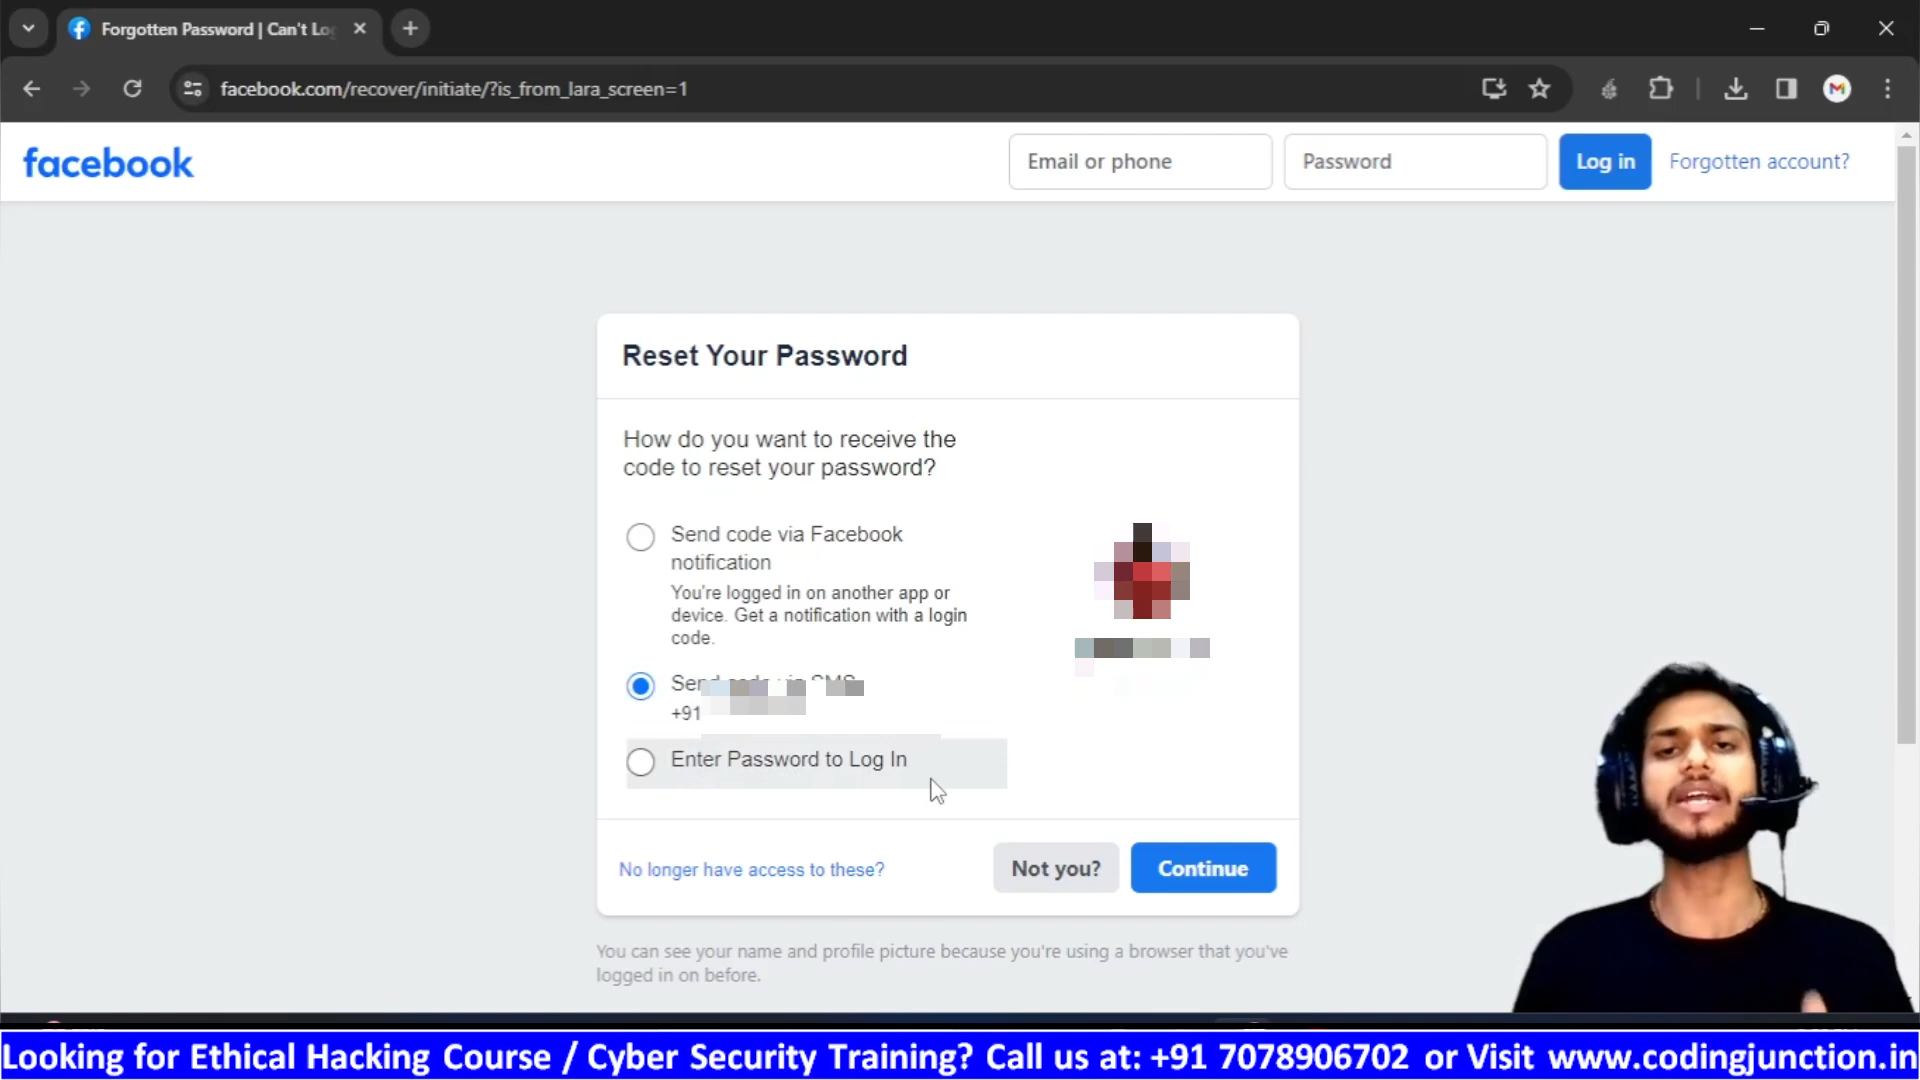 Forgotten Password | Can't Log
facebook.com/recover/initiate/?is_from_lara_screen=1
facebook
Email or phone
Password
Log in
Forgotten account?
Reset Your Password
How do you want to receive the
code to reset your password?
Send code via Facebook
notification
You're logged in on another app or
device. Get a notification with a login
code.
Send code via SMS
+91
Enter Password to Log In
No longer have access to these?
Not you?
Continue
You can see your name and profile picture because you're using a browser that you've
logged in on before.
Looking for Ethical Hacking Course / Cyber Security Training? Call us at: +91 7078906702 or Visit www.codingjunction.in